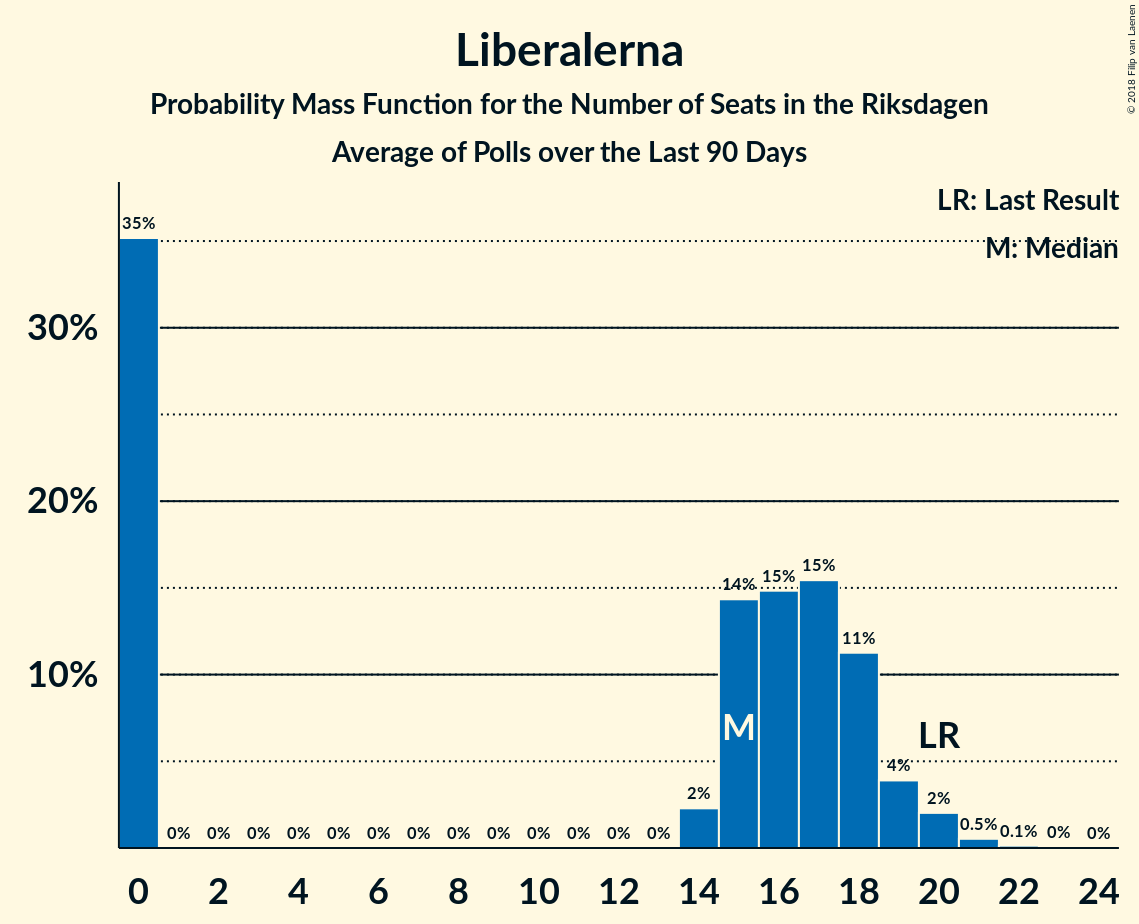 © 2018 Filip van Laenen
Liberalerna
Probability Mass Function for the Number of Seats in the Riksdagen
Average of Polls over the Last 90 Days
LR: Last Result
M: Median
35%
30%
20%
10%
0% 0% 0% 0% 0% 0% 0% 0% 0% 0% 0% 0% 0% 2% 14% 15% 15% 11% 4% 2% 0.5% 0.1% 0% 0%
M
LR
0 2 4 6 8 10 12 14 16 18 20 22 24